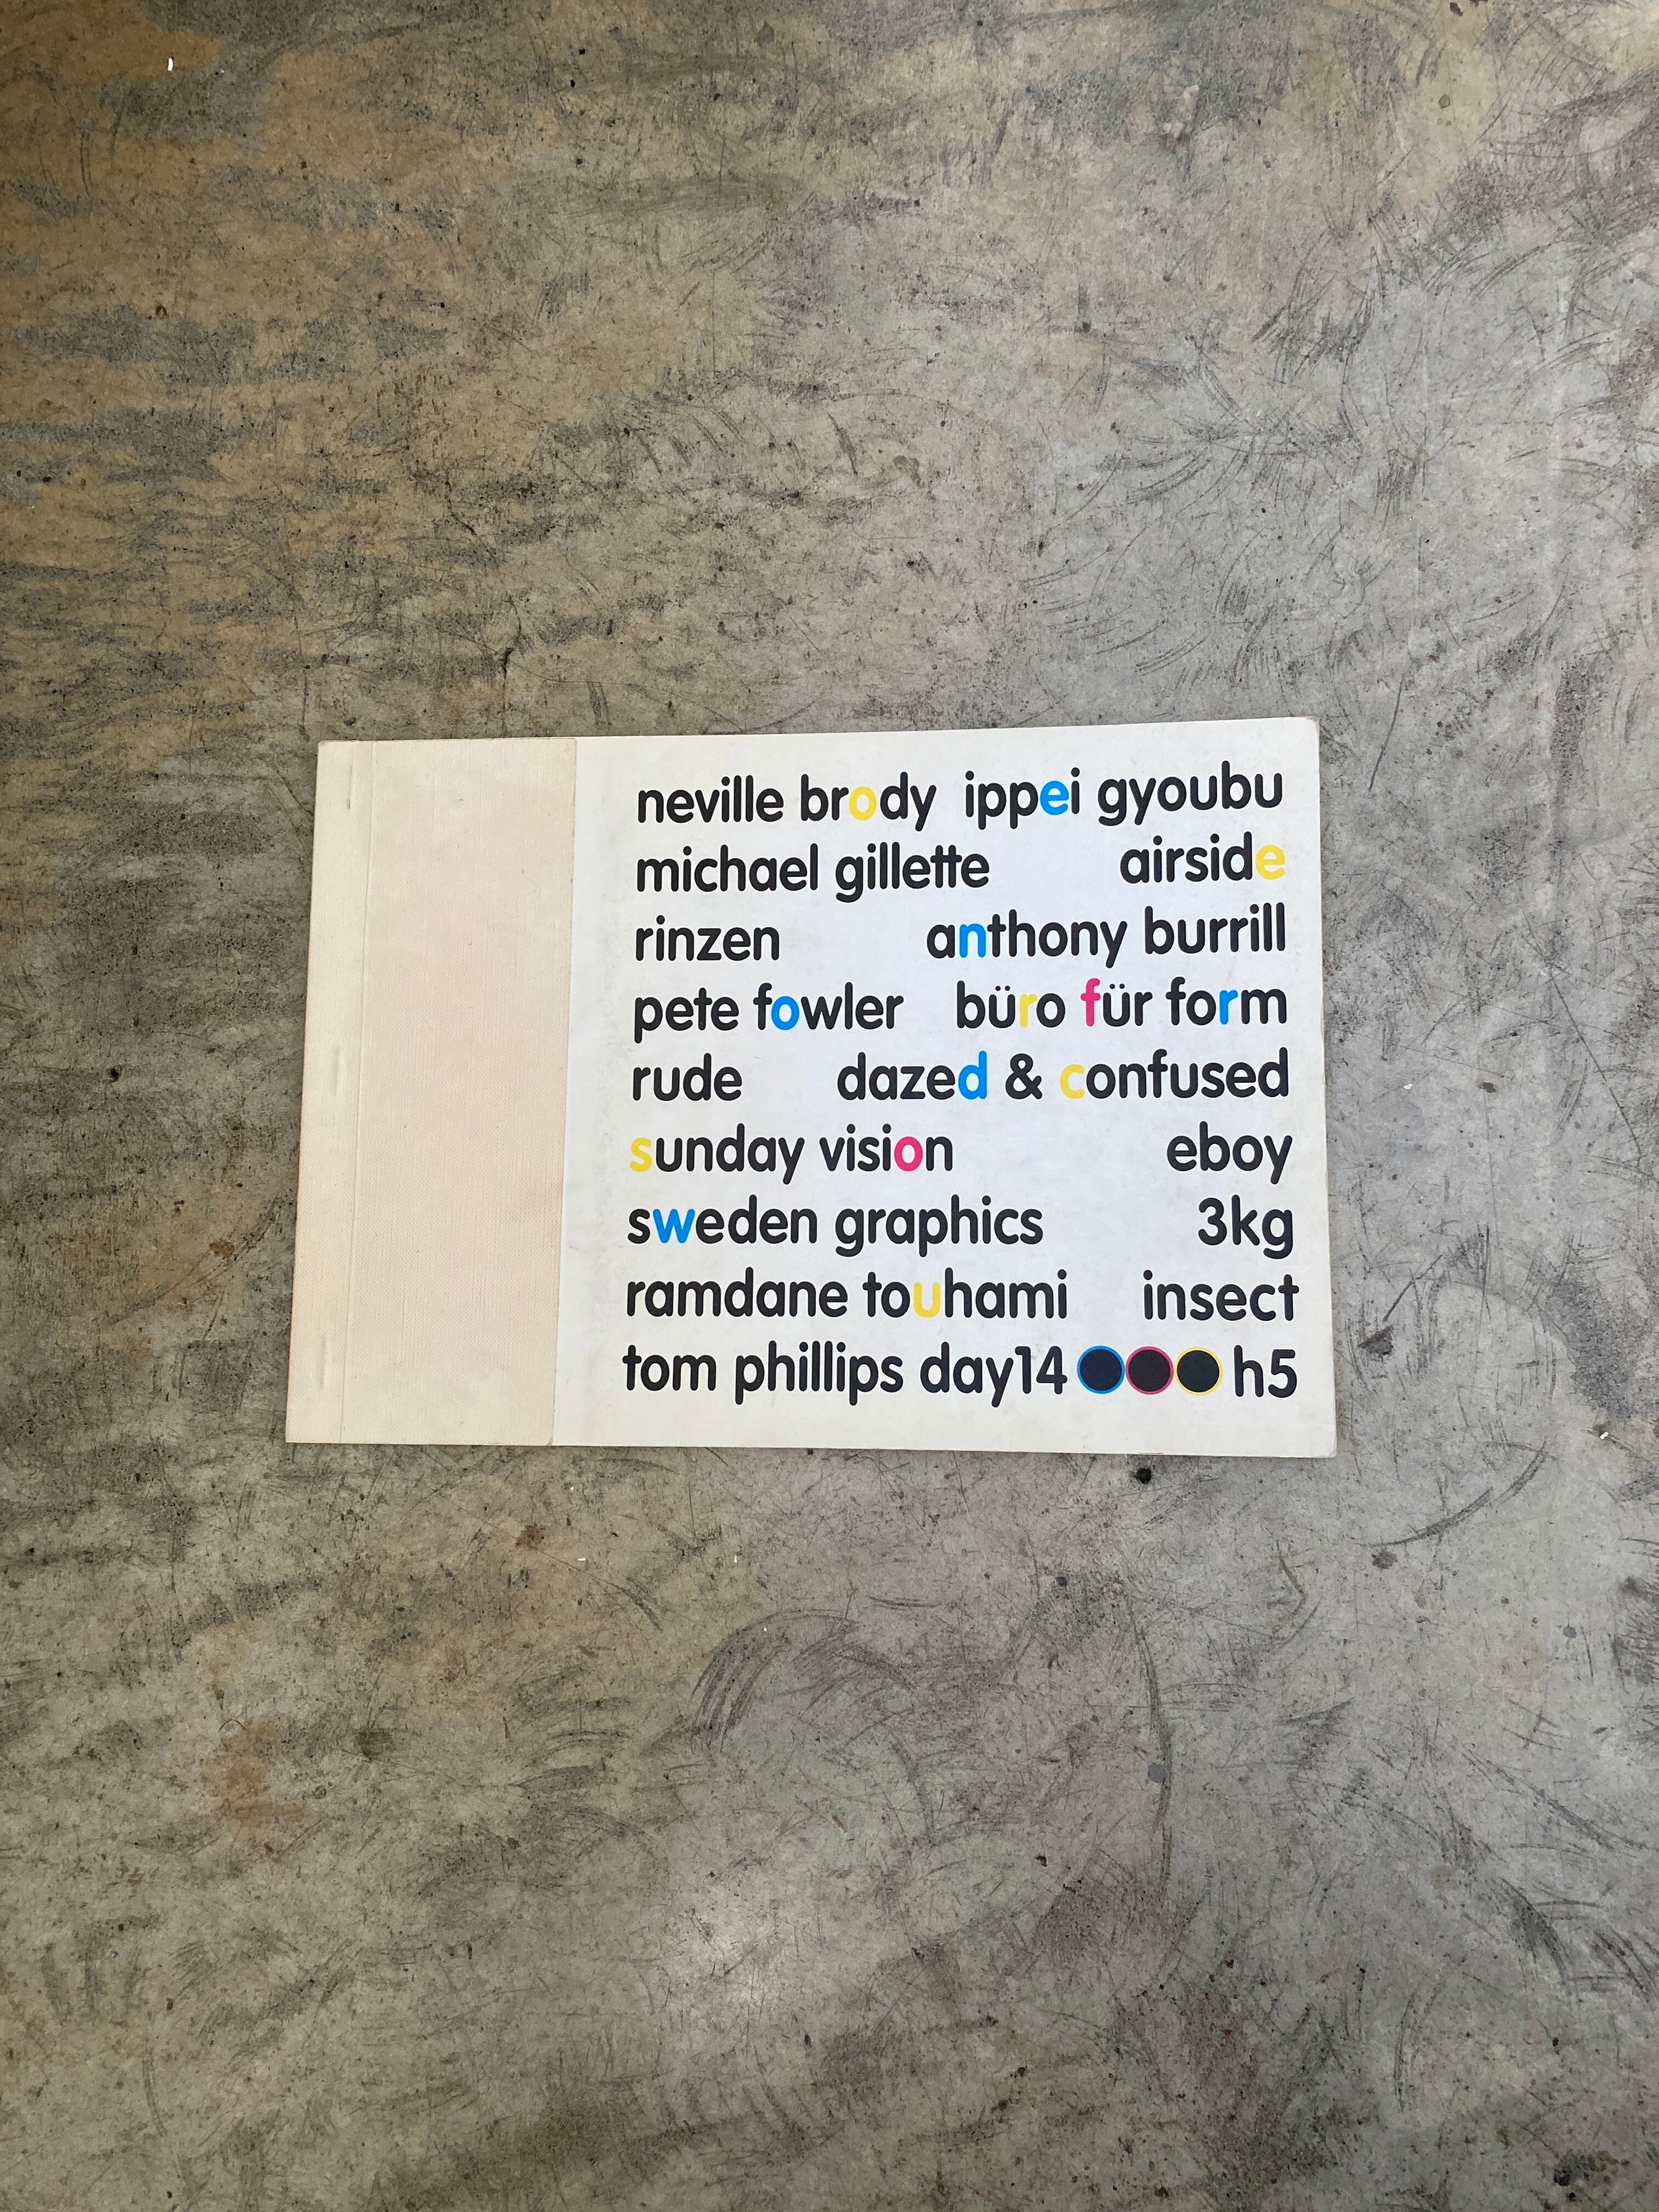 neville brody ippei gyoubu
michael gillette airside
rinzen anthony burrill
pete fowler büro für form
rude dazed & confused
sunday vision eboy
sweden graphics 3kg
ramdane touhami insect
tom phillips day14 h5